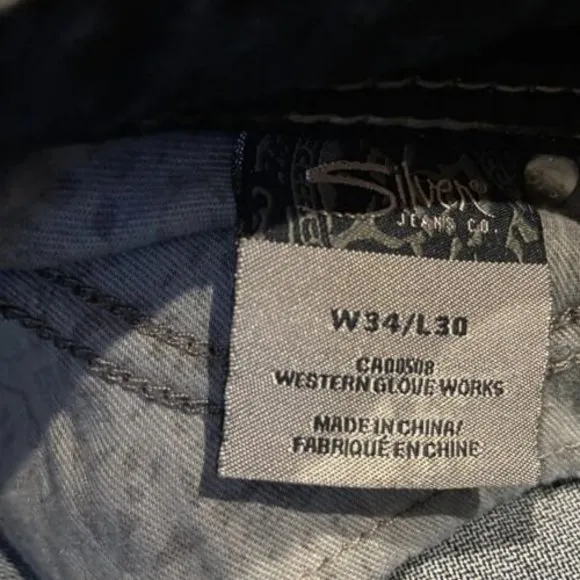 Silver®
JEANS CO.
W34/L30
CA00508
WESTERN GLOVE WORKS
MADE IN CHINA/
FABRIQUÉ EN CHINE